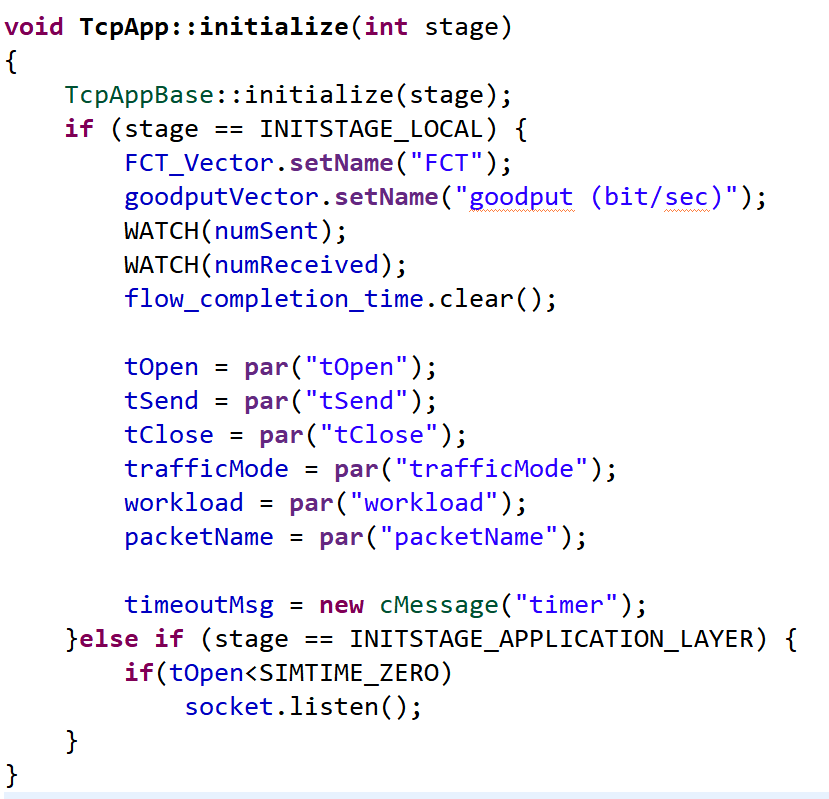 void TcpApp::initialize(int stage)
{
    TcpAppBase::initialize(stage);
    if (stage == INITSTAGE_LOCAL) {
        FCT_Vector.setName("FCT");
        goodputVector.setName("goodput (bit/sec)");
        WATCH(numSent);
        WATCH(numReceived);
        flow_completion_time.clear();

        tOpen = par("tOpen");
        tSend = par("tSend");
        tClose = par("tClose");
        trafficMode = par("trafficMode");
        workload = par("workload");
        packetName = par("packetName");

        timeoutMsg = new cMessage("timer");
    }else if (stage == INITSTAGE_APPLICATION_LAYER) {
        if(tOpen<SIMTIME_ZERO)
            socket.listen();
    }
}